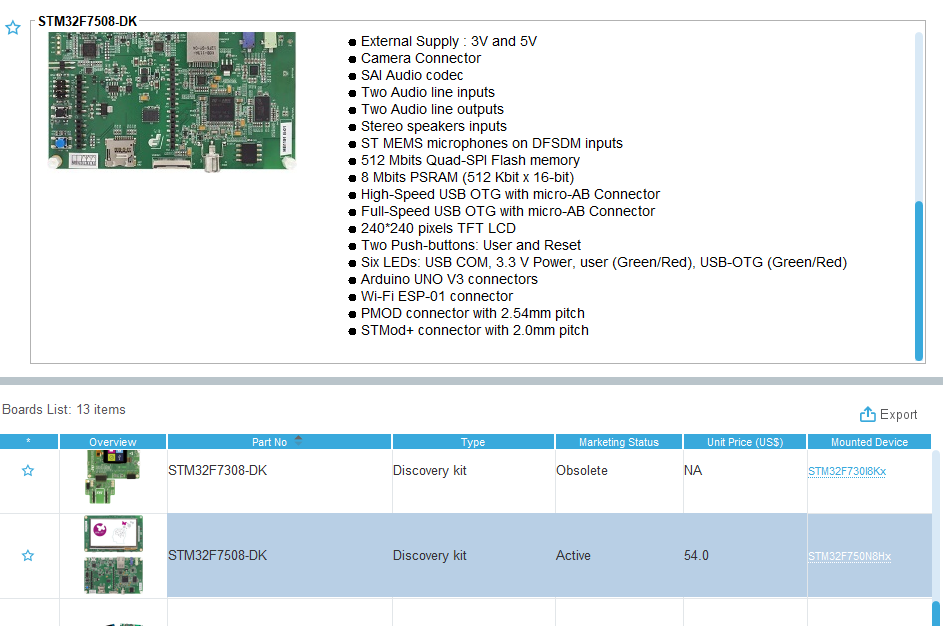 STM32F7508-DK
External Supply : 3V and 5V
Camera Connector
SAI Audio codec
Two Audio line inputs
Two Audio line outputs
Stereo speakers inputs
ST MEMS microphones on DFSDM inputs
512 Mbits Quad-SPI Flash memory
8 Mbits PSRAM (512 Kbit x 16-bit)
High-Speed USB OTG with micro-AB Connector
Full-Speed USB OTG with micro-AB Connector
240*240 pixels TFT LCD
Two Push-buttons: User and Reset
Six LEDs: USB COM, 3.3 V Power, user (Green/Red), USB-OTG (Green/Red)
Arduino UNO V3 connectors
Wi-Fi ESP-01 connector
PMOD connector with 2.54mm pitch
STMod+ connector with 2.0mm pitch
Boards List: 13 items
Export
* Overview Part No Type Marketing Status Unit Price (US$) Mounted Device
STM32F7308-DK Discovery kit Obsolete NA STM32F730I8Kx
STM32F7508-DK Discovery kit Active 54.0 STM32F750N8Hx